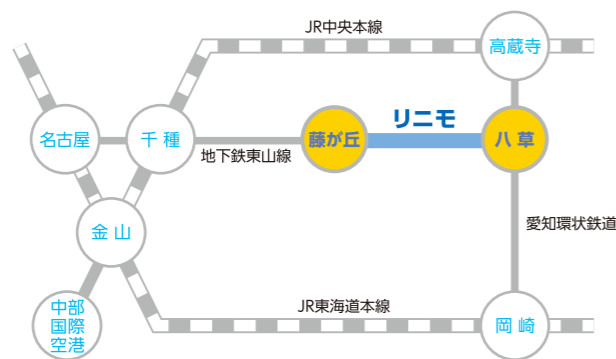 JR中央本線
高蔵寺
リニモ
名古屋
千種
地下鉄東山線
藤が丘
八草
愛知環状鉄道
金山
中部
国際
空港
JR東海道本線
岡崎